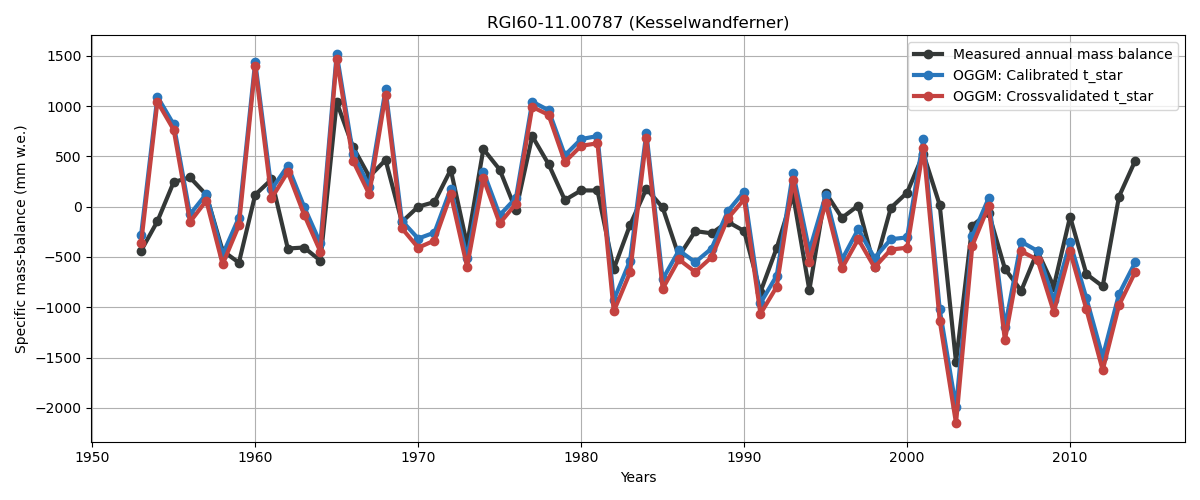 RGI60-11.00787 (Kesselwandferner)
Specific mass-balance (mm w.e.)
1500
1000
500
0
−500
−1000
−1500
−2000
Measured annual mass balance
OGGM: Calibrated t_star
OGGM: Crossvalidated t_star
1950 1960 1970 1980 1990 2000 2010
Years